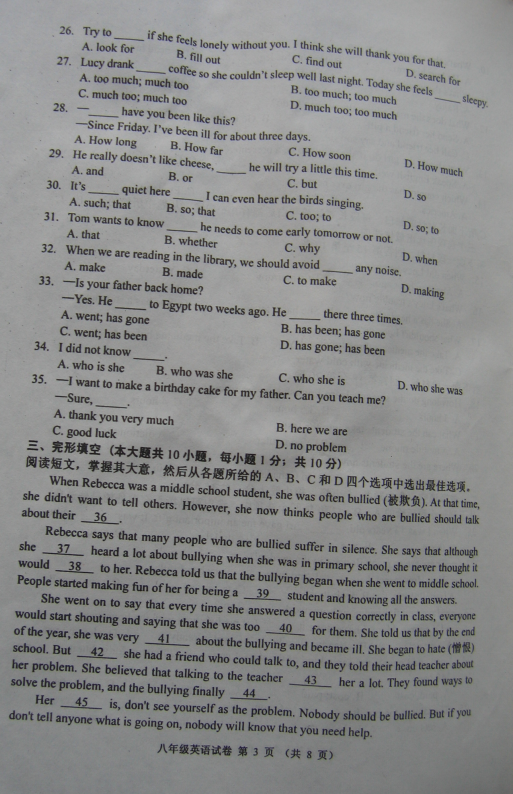 26. Try to _____ if she feels lonely without you. I think she will thank you for that.
A. look for B. fill out C. find out D. search for
27. Lucy drank _____ coffee so she couldn't sleep well last night. Today she feels _____ sleepy.
A. too much; much too B. too much; too much
C. much too; too much D. much too; too much
28. —_____ have you been like this?
—Since Friday. I've been ill for about three days.
A. How long B. How far C. How soon D. How much
29. He really doesn't like cheese, _____ he will try a little this time.
A. and B. or C. but D. so
30. It's _____ quiet here _____ I can even hear the birds singing.
A. such; that B. so; that C. too; to D. so; to
31. Tom wants to know _____ he needs to come early tomorrow or not.
A. that B. whether C. why D. when
32. When we are reading in the library, we should avoid _____ any noise.
A. make B. made C. to make D. making
33. —Is your father back home?
—Yes. He _____ to Egypt two weeks ago. He _____ there three times.
A. went; has gone B. has been; has gone
C. went; has been D. has gone; has been
34. I did not know _____.
A. who is she B. who was she C. who she is D. who she was
35. —I want to make a birthday cake for my father. Can you teach me?
—Sure, _____.
A. thank you very much B. here we are
C. good luck D. no problem
三、完形填空（本大题共 10 小题，每小题 1 分；共 10 分）
阅读短文，掌握其大意，然后从各题所给的 A、B、C 和 D 四个选项中选出最佳选项。
When Rebecca was a middle school student, she was often bullied (被欺负). At that time,
she didn't want to tell others. However, she now thinks people who are bullied should talk
about their 36 .
Rebecca says that many people who are bullied suffer in silence. She says that although
she 37 heard a lot about bullying when she was in primary school, she never thought it
would 38 to her. Rebecca told us that the bullying began when she went to middle school.
People started making fun of her for being a 39 student and knowing all the answers.
She went on to say that every time she answered a question correctly in class, everyone
would start shouting and saying that she was too 40 for them. She told us that by the end
of the year, she was very 41 about the bullying and became ill. She began to hate (憎恨)
school. But 42 she had a friend who could talk to, and they told their head teacher about
her problem. She believed that talking to the teacher 43 her a lot. They found ways to
solve the problem, and the bullying finally 44 .
Her 45 is, don't see yourself as the problem. Nobody should be bullied. But if you
don't tell anyone what is going on, nobody will know that you need help.
八年级英语试卷 第 3 页 （共 8 页）